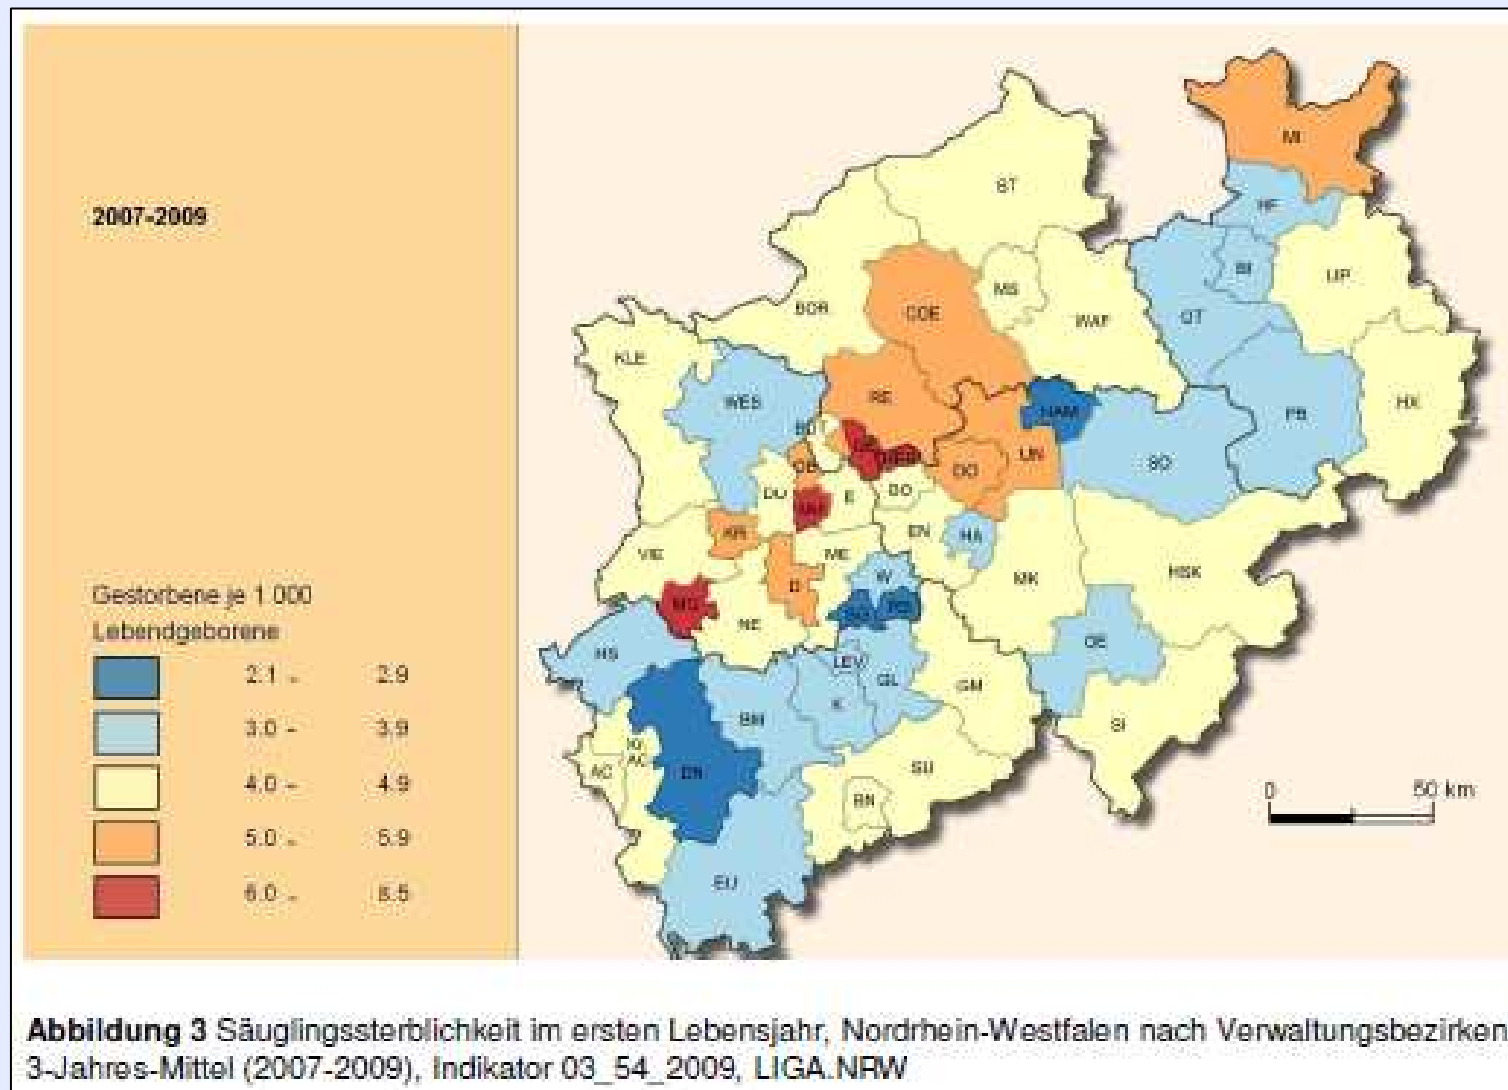 2007-2009
Gestorbene je 1 000
Lebendgeborene
2.1 - 2.9
3.0 - 3.9
4.0 - 4.9
5.0 - 5.9
6.0 - 8.5
MI
ST
HF
BI
MS
BOR
COE
WAF
GT
KLE
WES
RE
HAM
PB
HX
SO
UN
DO
OB
DU
E
BO
EN
HA
KR
VIE
ME
MK
HSK
W
D
MG
NE
RS
HS
OE
LEV
GL
GM
K
BM
SI
AC
AC
DN
SU
BN
EU
0 50 km
Abbildung 3 Säuglingssterblichkeit im ersten Lebensjahr, Nordrhein-Westfalen nach Verwaltungsbezirken
3-Jahres-Mittel (2007-2009), Indikator 03_54_2009, LIGA.NRW